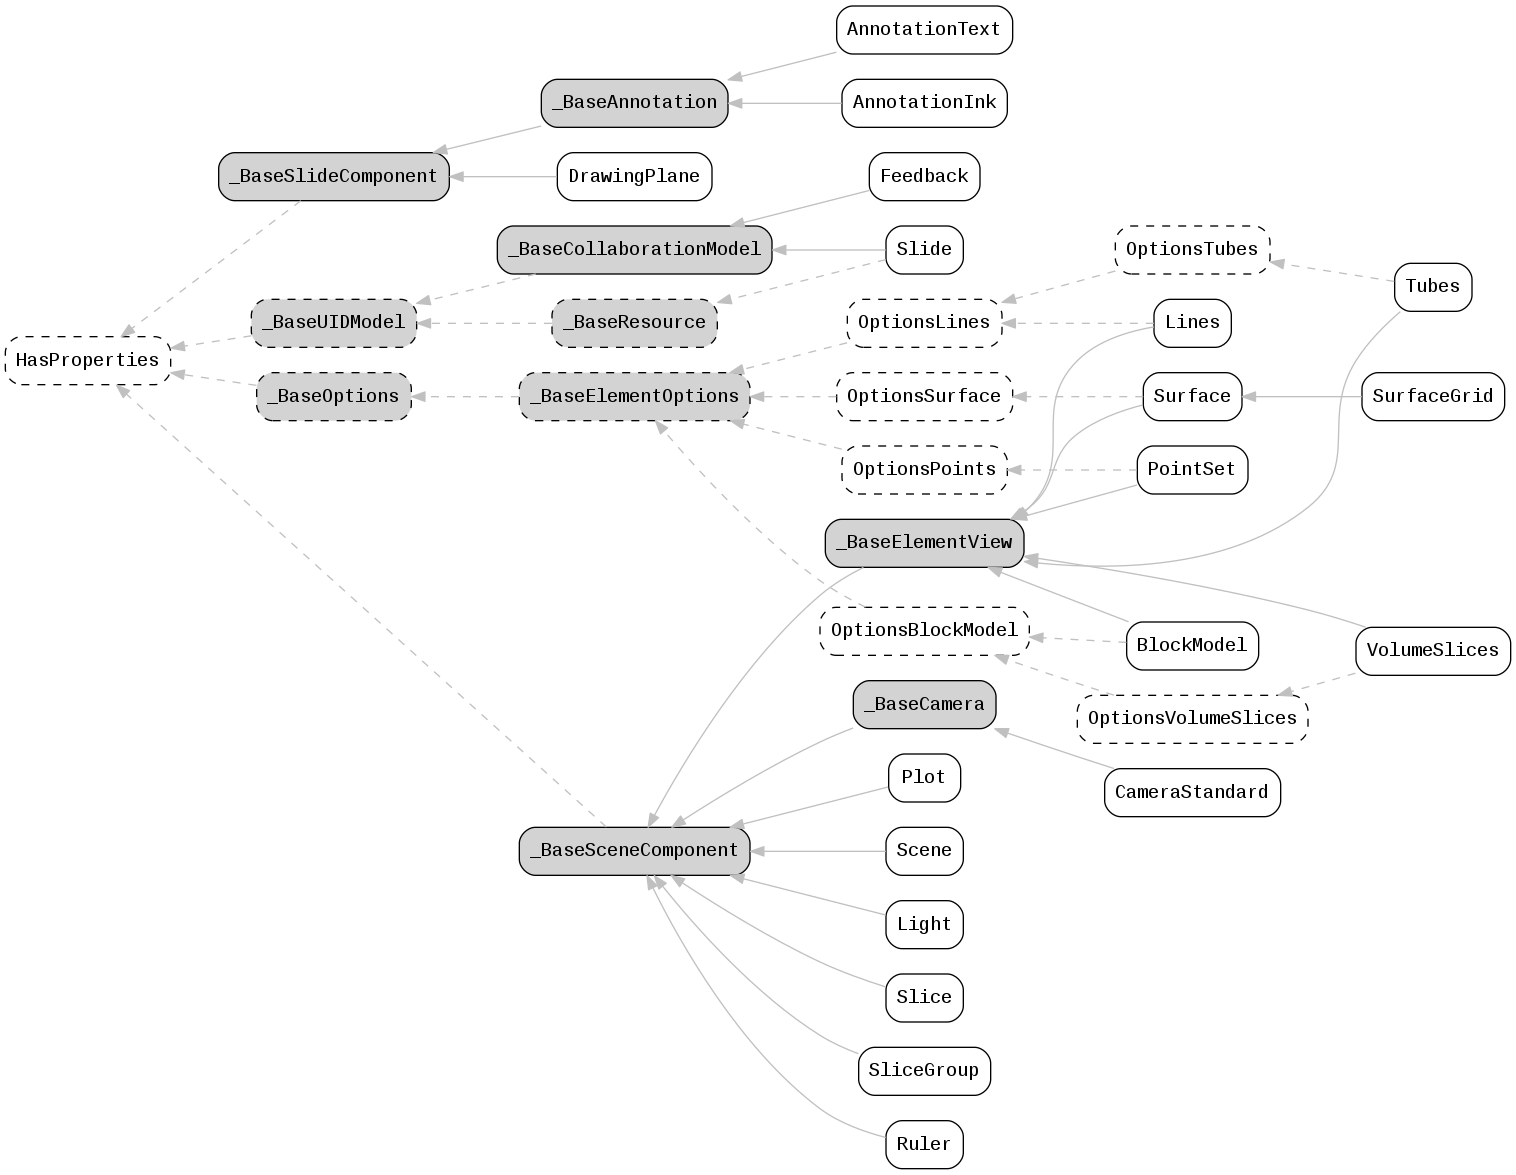 AnnotationText
_BaseAnnotation
AnnotationInk
_BaseSlideComponent
DrawingPlane
Feedback
_BaseCollaborationModel
Slide
OptionsTubes
Tubes
_BaseUIDModel
_BaseResource
OptionsLines
Lines
HasProperties
_BaseOptions
_BaseElementOptions
OptionsSurface
Surface
SurfaceGrid
OptionsPoints
PointSet
_BaseElementView
OptionsBlockModel
BlockModel
VolumeSlices
_BaseCamera
OptionsVolumeSlices
Plot
CameraStandard
_BaseSceneComponent
Scene
Light
Slice
SliceGroup
Ruler